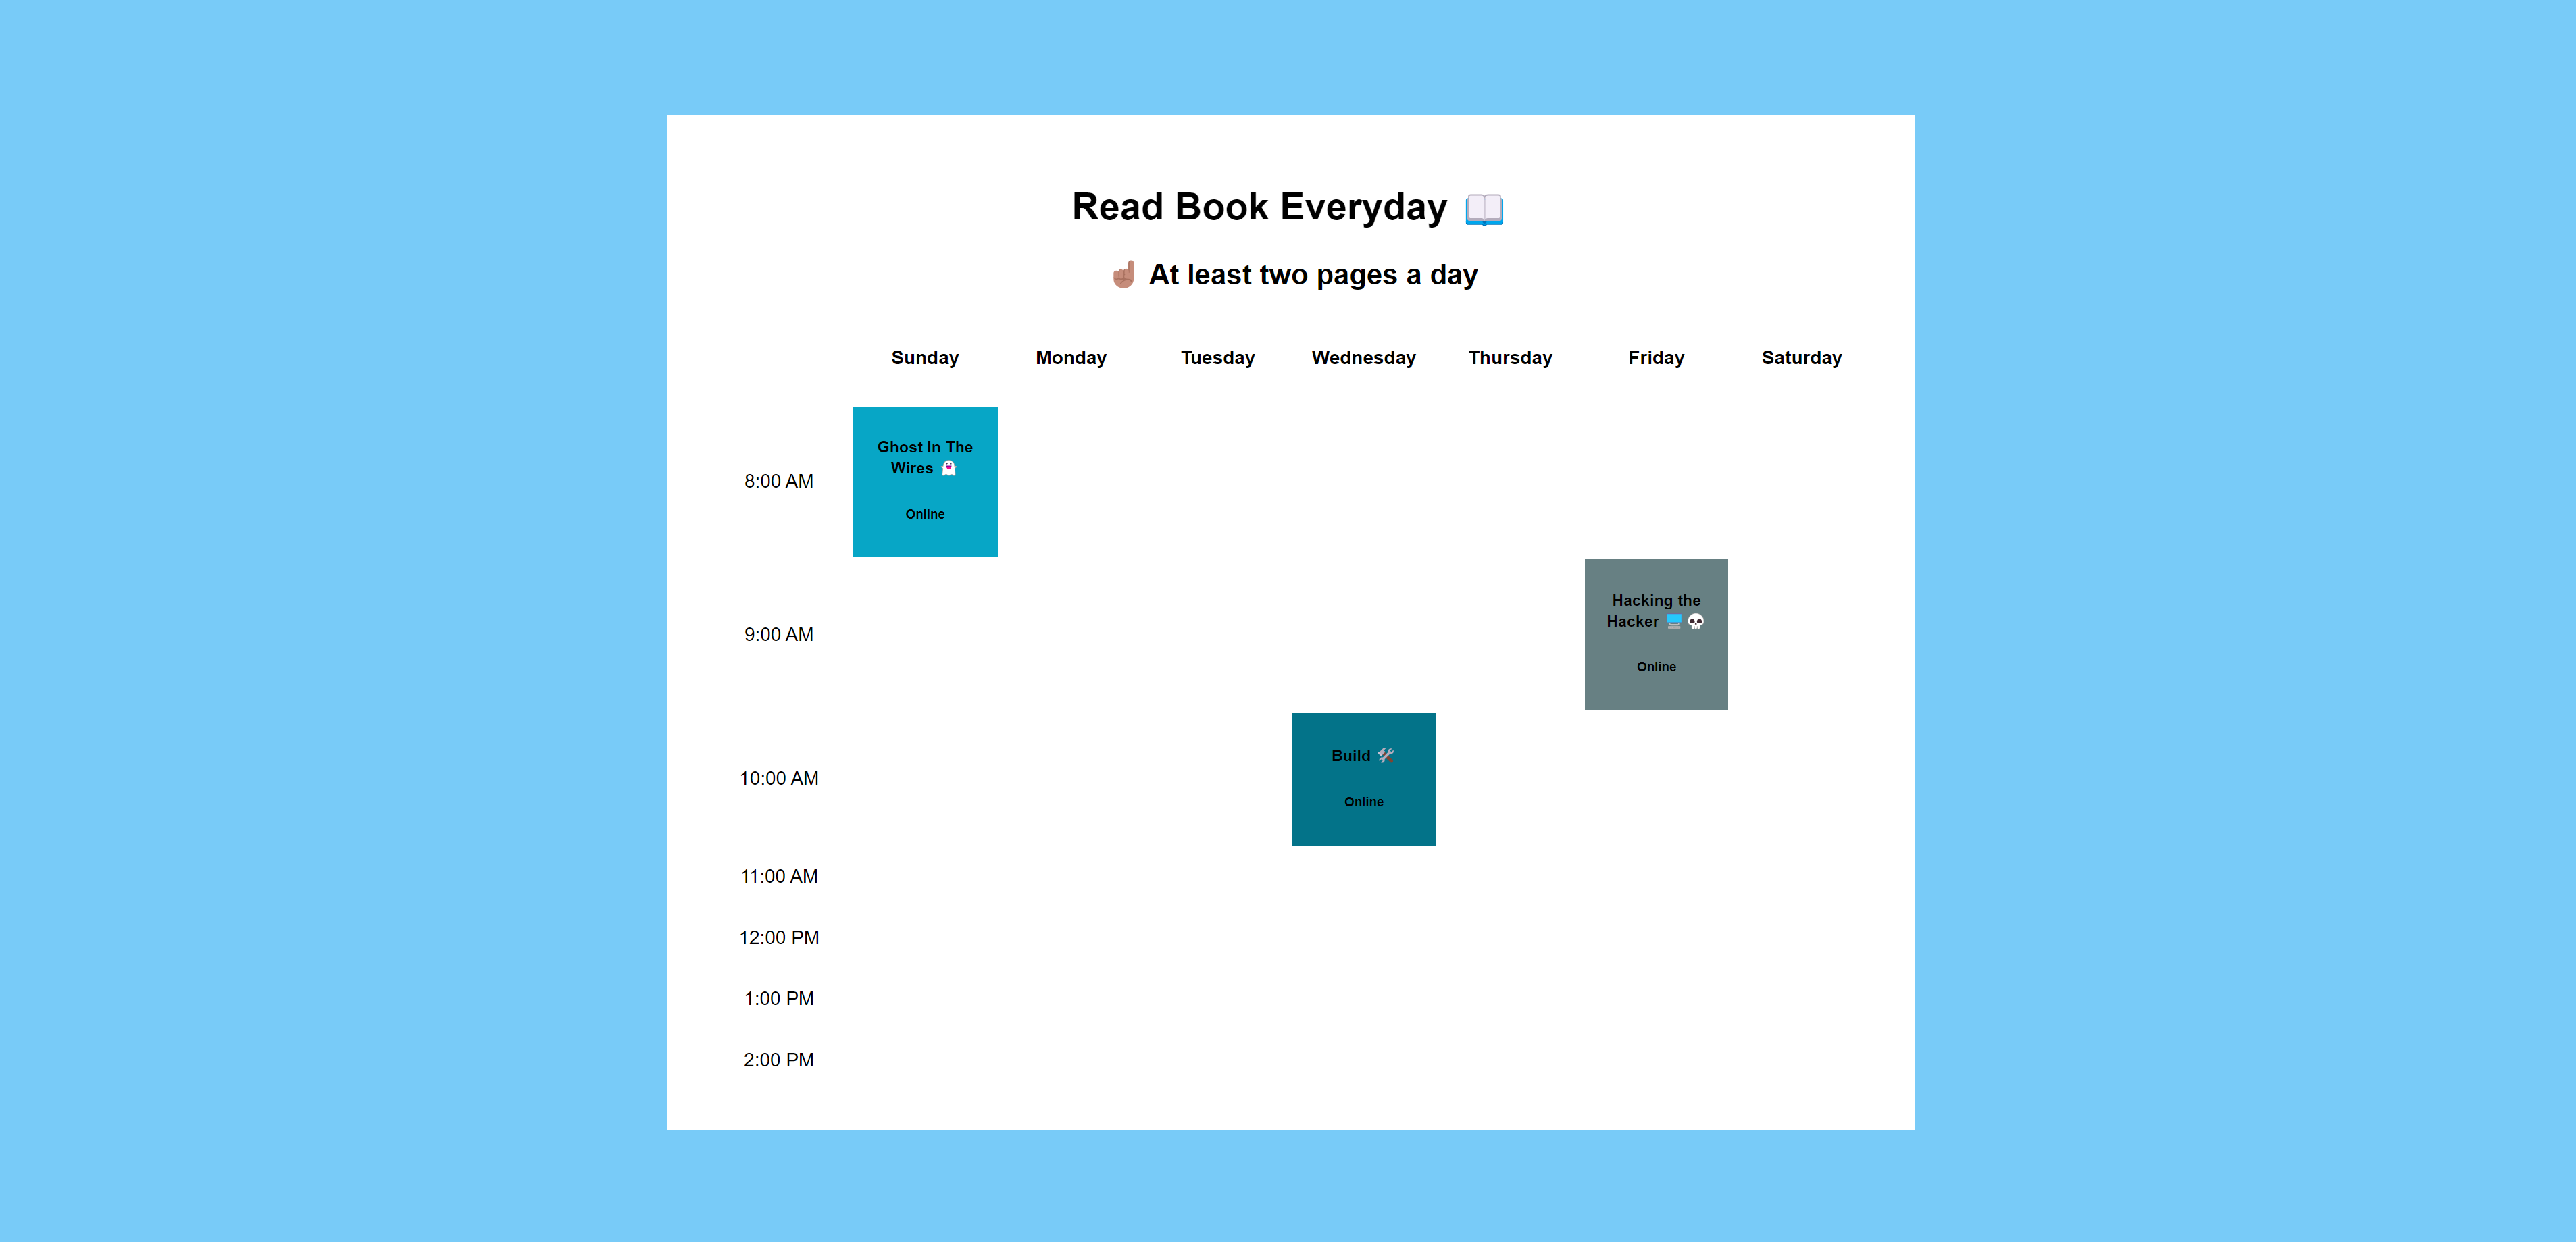 Read Book Everyday 📖
☝🏽 At least two pages a day
Sunday Monday Tuesday Wednesday Thursday Friday Saturday
8:00 AM
Ghost In The
Wires 👻
Online
9:00 AM
Hacking the
Hacker 💻💀
Online
10:00 AM
Build 🛠️
Online
11:00 AM
12:00 PM
1:00 PM
2:00 PM